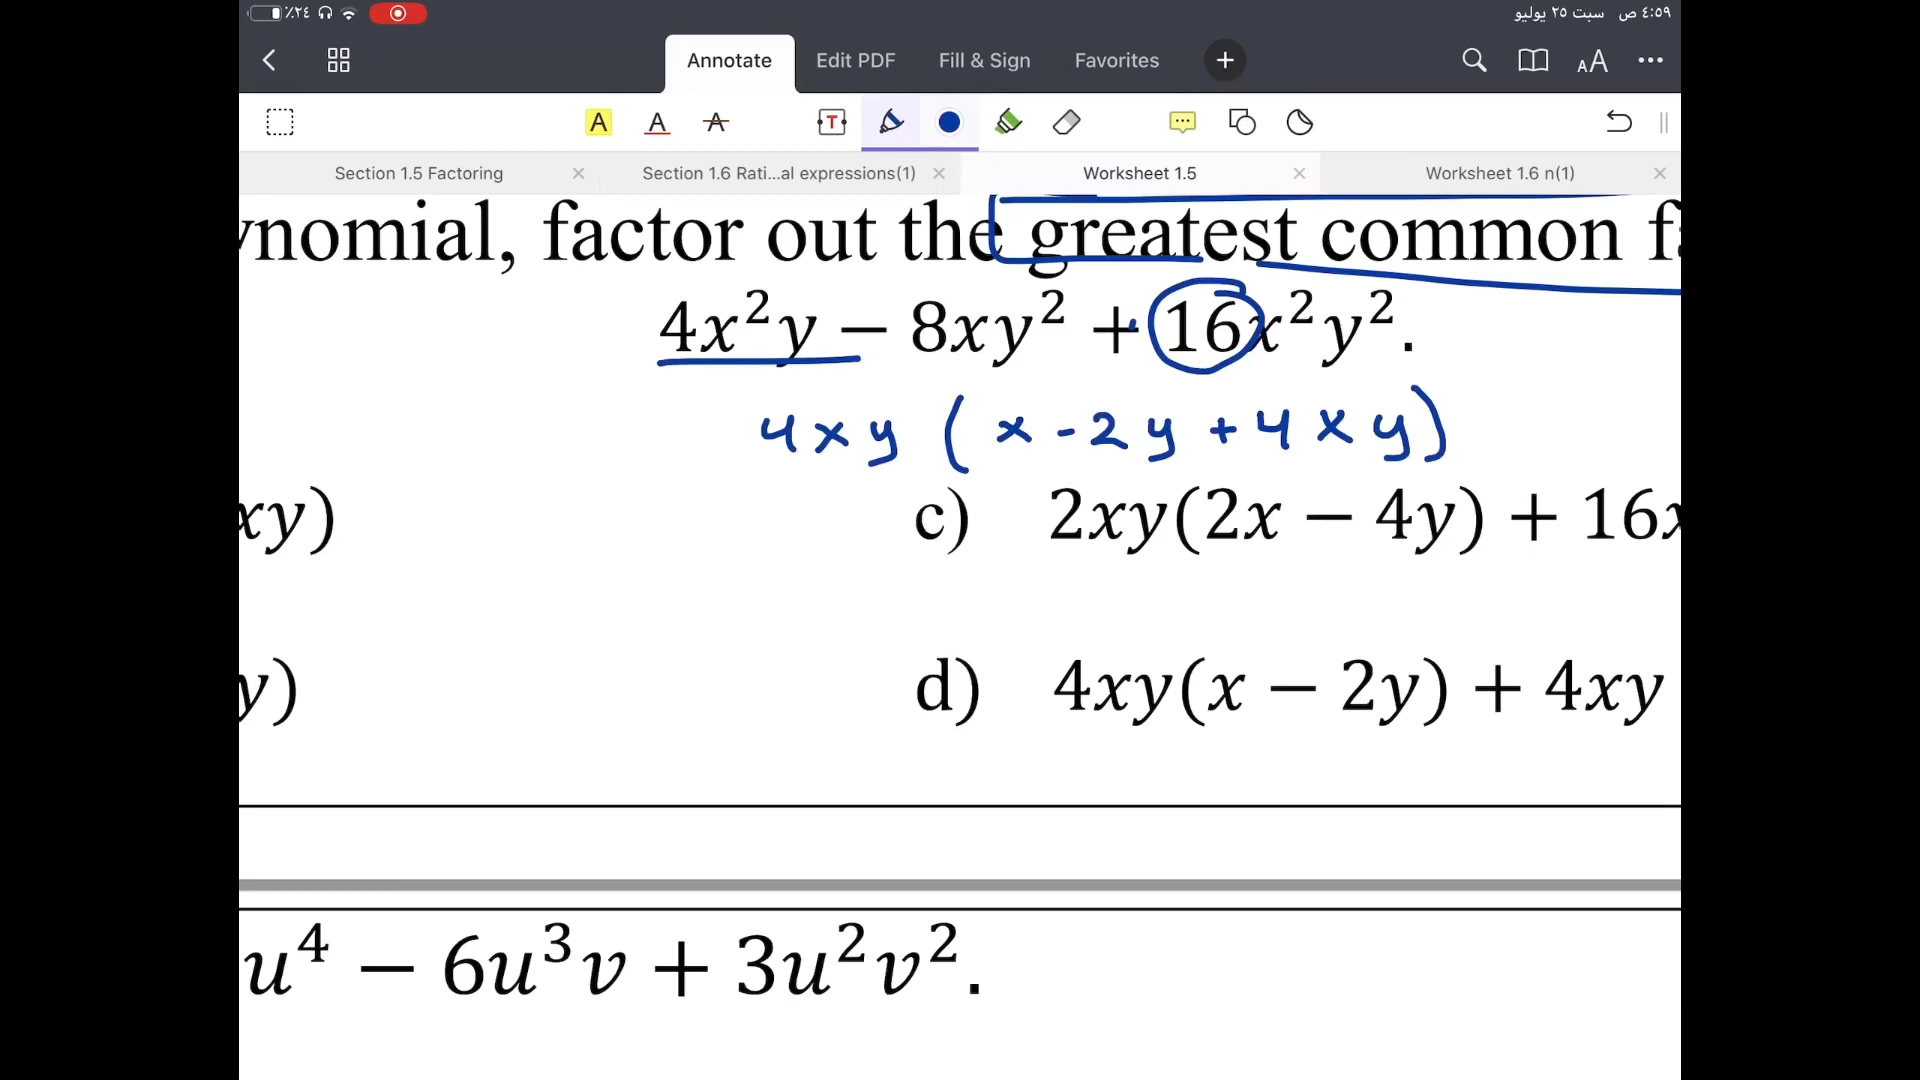 ٪٢٤ ٤:٥٩ ص سبت ٢٥ يوليو
Annotate Edit PDF Fill & Sign Favorites
Section 1.5 Factoring Section 1.6 Rati...al expressions(1) Worksheet 1.5 Worksheet 1.6 n(1)
ynomial, factor out the greatest common f
4x²y − 8xy² + 16x²y².
4xy (x - 2y + 4xy)
xy) c) 2xy(2x − 4y) + 16x
y) d) 4xy(x − 2y) + 4xy
u⁴ − 6u³v + 3u²v².